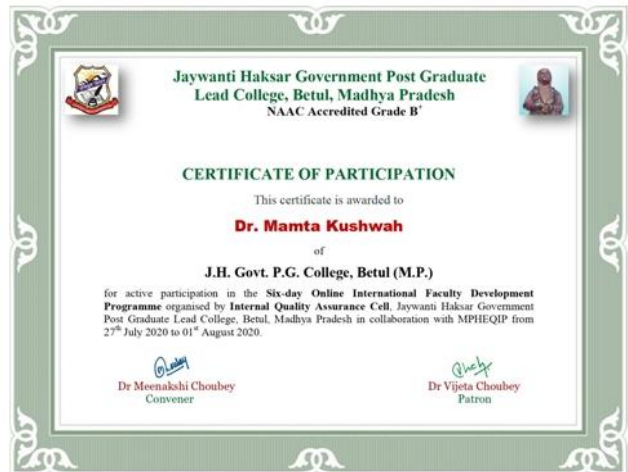 Jaywanti Haksar Government Post Graduate
Lead College, Betul, Madhya Pradesh
NAAC Accredited Grade B+
CERTIFICATE OF PARTICIPATION
This certificate is awarded to
Dr. Mamta Kushwah
of
J.H. Govt. P.G. College, Betul (M.P.)
for active participation in the Six-day Online International Faculty Development
Programme organised by Internal Quality Assurance Cell, Jaywanti Haksar Government
Post Graduate Lead College, Betul, Madhya Pradesh in collaboration with MPHEQIP from
27th July 2020 to 01st August 2020.
Dr Meenakshi Choubey
Convener
Dr Vijeta Choubey
Patron